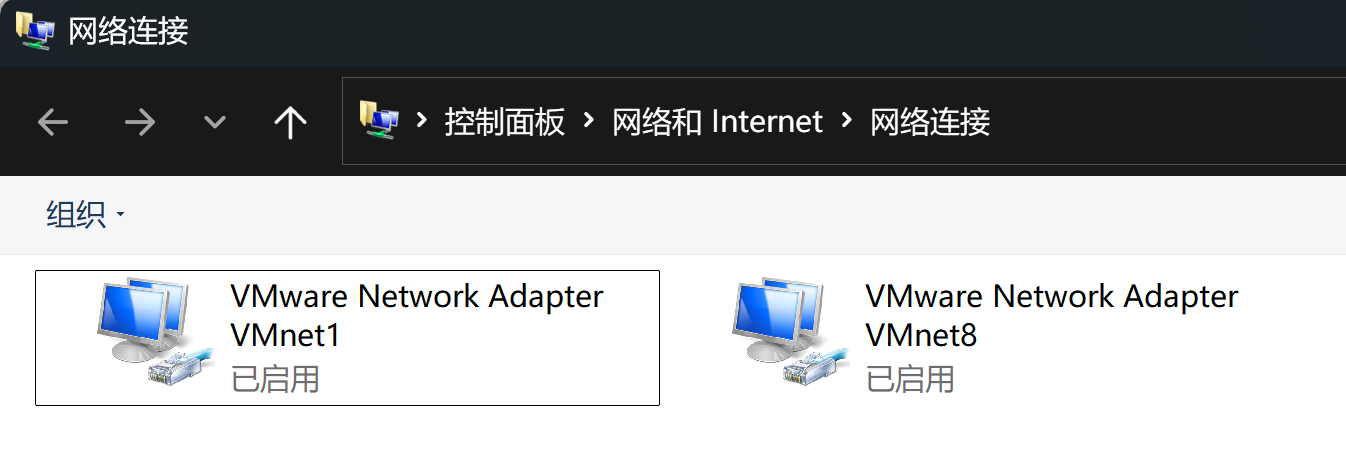 网络连接
控制面板 > 网络和 Internet > 网络连接
组织
VMware Network Adapter
VMnet1
已启用
VMware Network Adapter
VMnet8
已启用